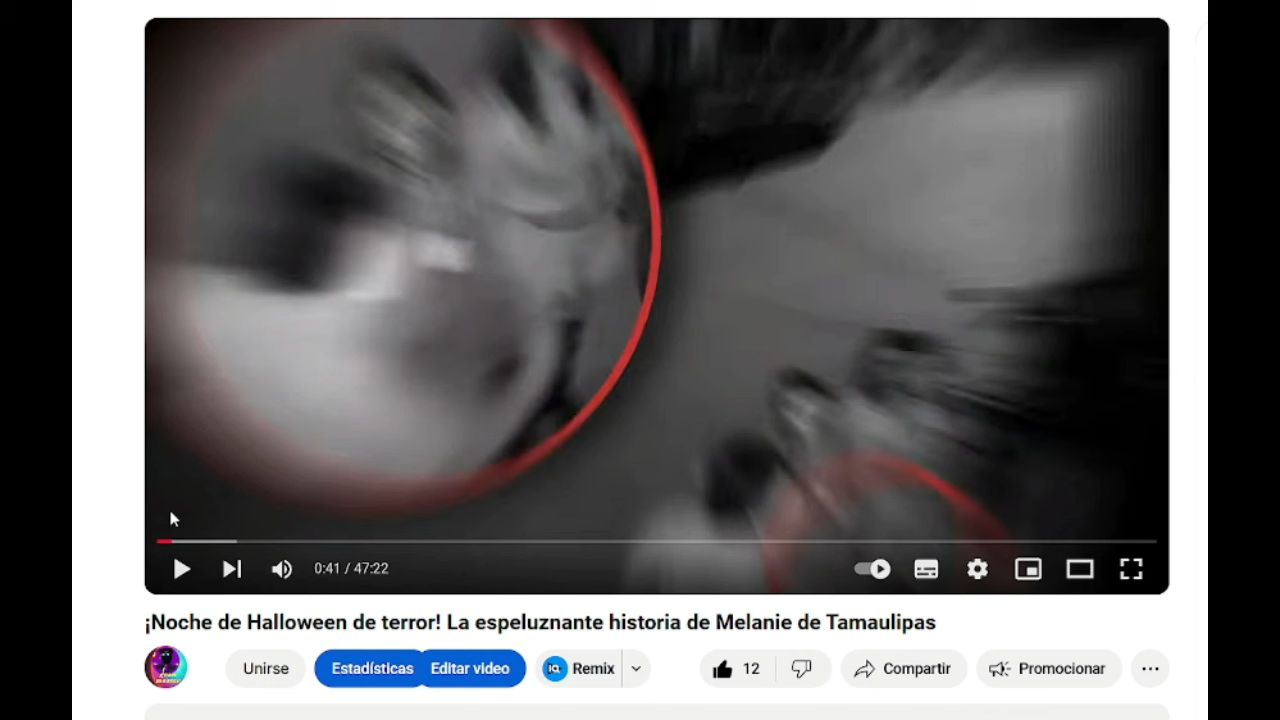 0:41 / 47:22
¡Noche de Halloween de terror! La espeluznante historia de Melanie de Tamaulipas
Unirse
Estadísticas
Editar video
Remix
12
Compartir
Promocionar